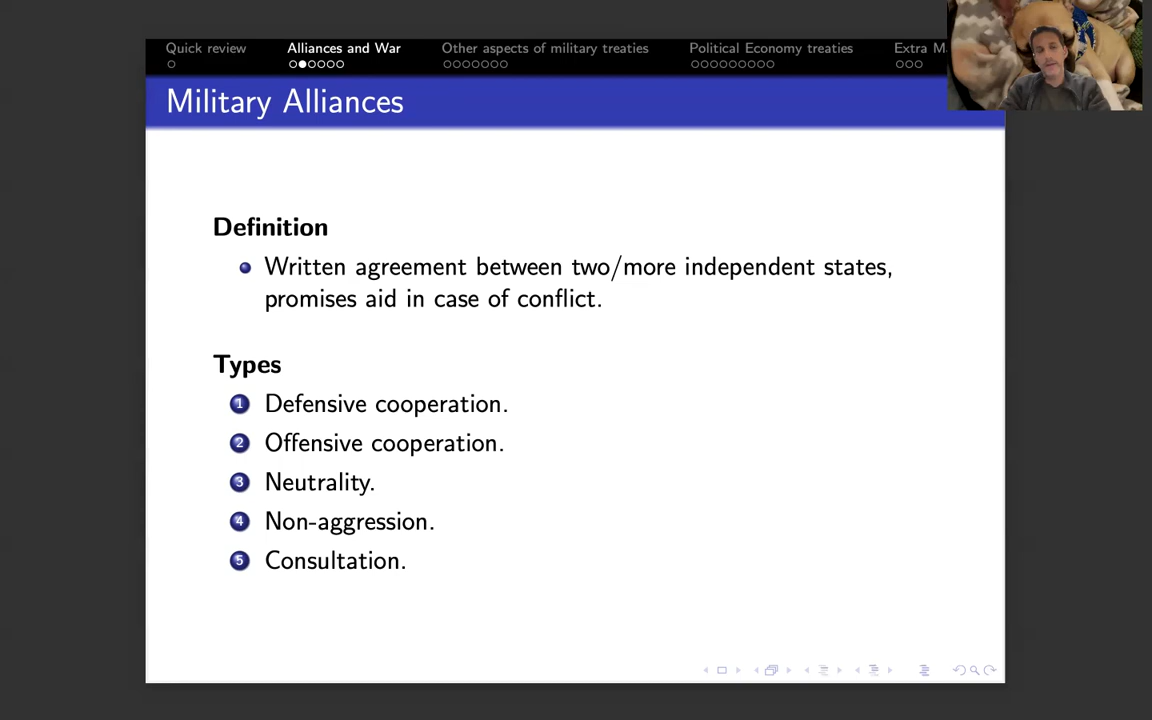 Quick review
Alliances and War
Other aspects of military treaties
Political Economy treaties
Extra M
Military Alliances
Definition
Written agreement between two/more independent states,
promises aid in case of conflict.
Types
1 Defensive cooperation.
2 Offensive cooperation.
3 Neutrality.
4 Non-aggression.
5 Consultation.